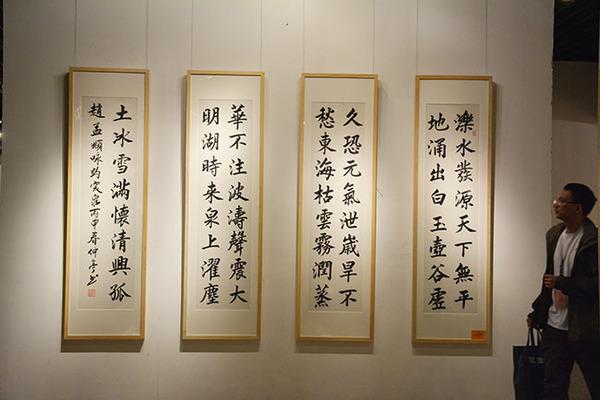 濼水發源天下無平
地涌出白玉壺谷虛
久恐元氣泄歲旱不
愁東海枯雲霧潤蒸
華不注波濤聲震大
明湖時来泉上濯塵
土冰雪滿懷清興孤
趙孟頫咏趵突泉丙申春仲亭书